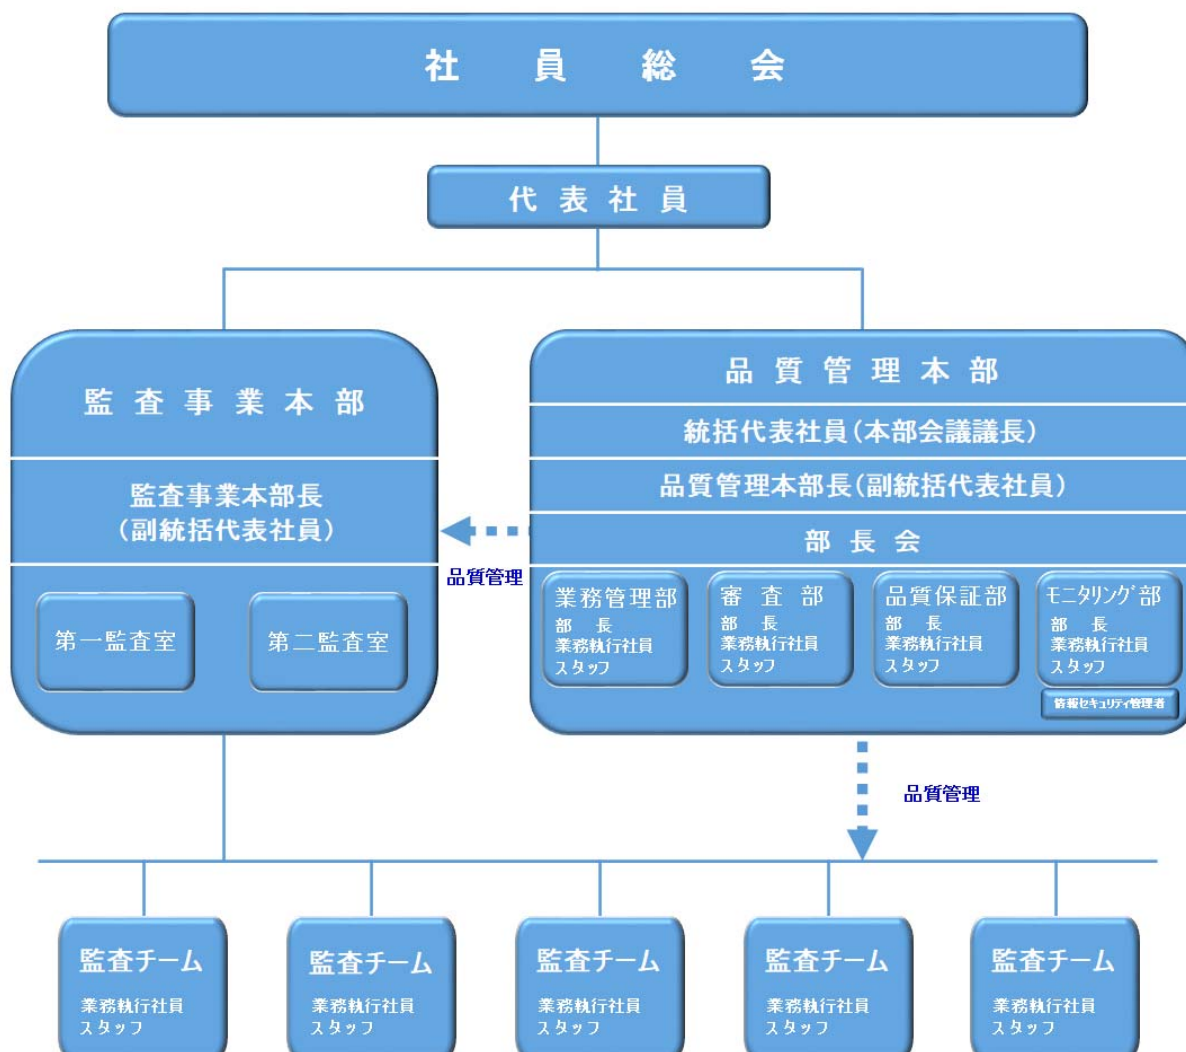 社員総会
代表社員
監査事業本部
監査事業本部長
(副統括代表社員)
第一監査室
第二監査室
品質管理本部
統括代表社員(本部会議議長)
品質管理本部長(副統括代表社員)
部長会
業務管理部
部 長
業務執行社員
スタッフ
審査部
部 長
業務執行社員
スタッフ
品質保証部
部 長
業務執行社員
スタッフ
モニタリング部
部 長
業務執行社員
スタッフ
情報セキュリティ管理者
品質管理
品質管理
監査チーム
業務執行社員
スタッフ
監査チーム
業務執行社員
スタッフ
監査チーム
業務執行社員
スタッフ
監査チーム
業務執行社員
スタッフ
監査チーム
業務執行社員
スタッフ